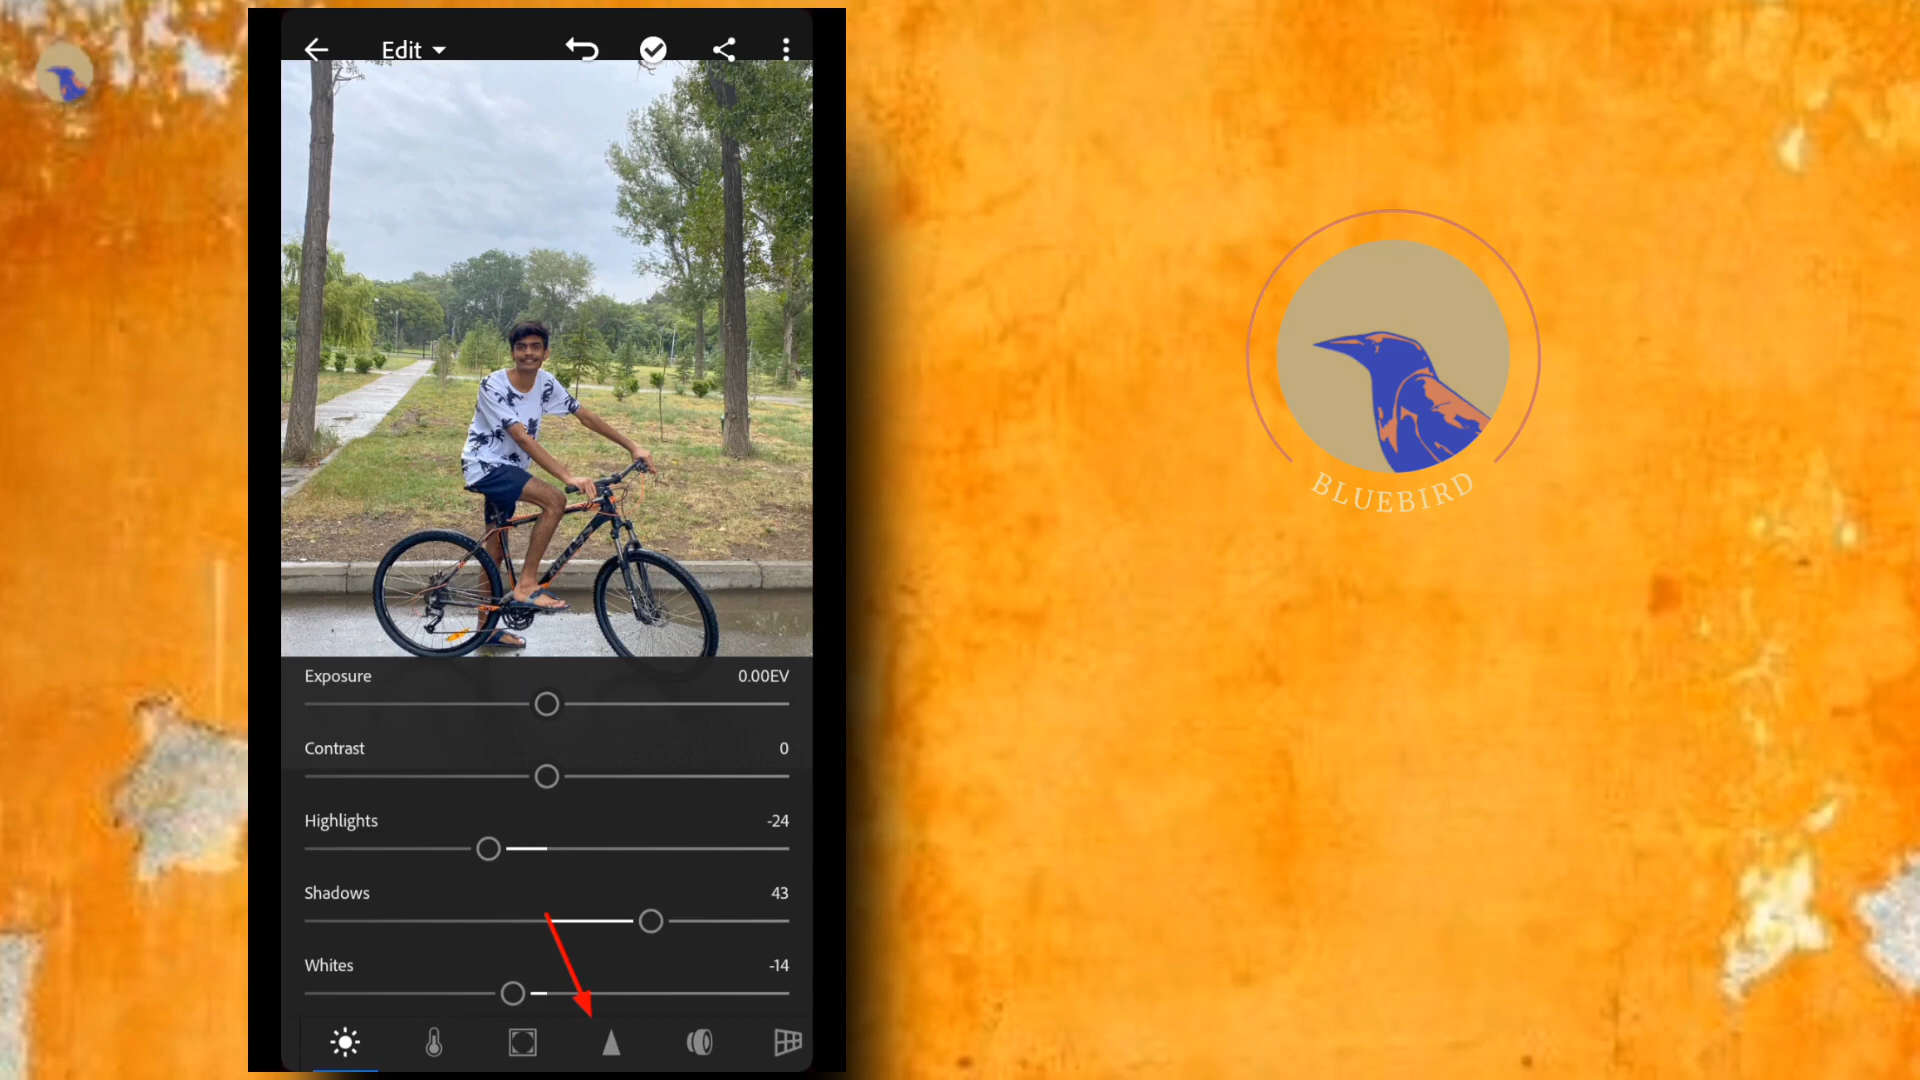 Edit
Exposure 0.00EV
Contrast 0
Highlights -24
Shadows 43
Whites -14
BLUEBIRD